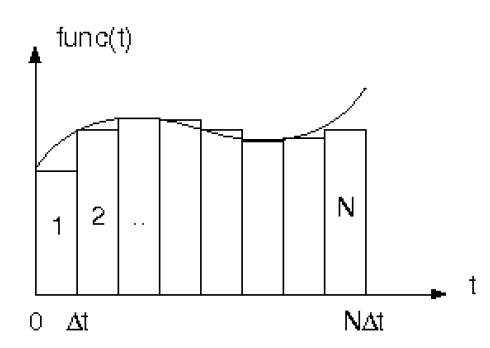 func(t)
1 2 .. N
t
0 Δt NΔt